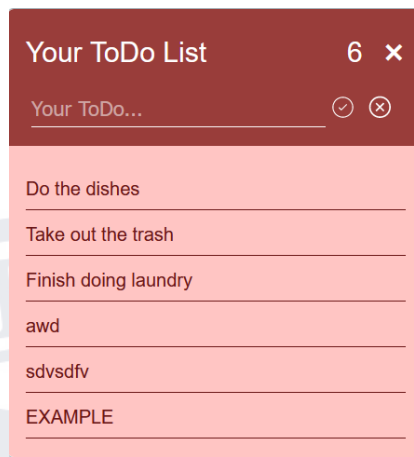 Your ToDo List 6
Your ToDo...
Do the dishes
Take out the trash
Finish doing laundry
awd
sdvsdfv
EXAMPLE